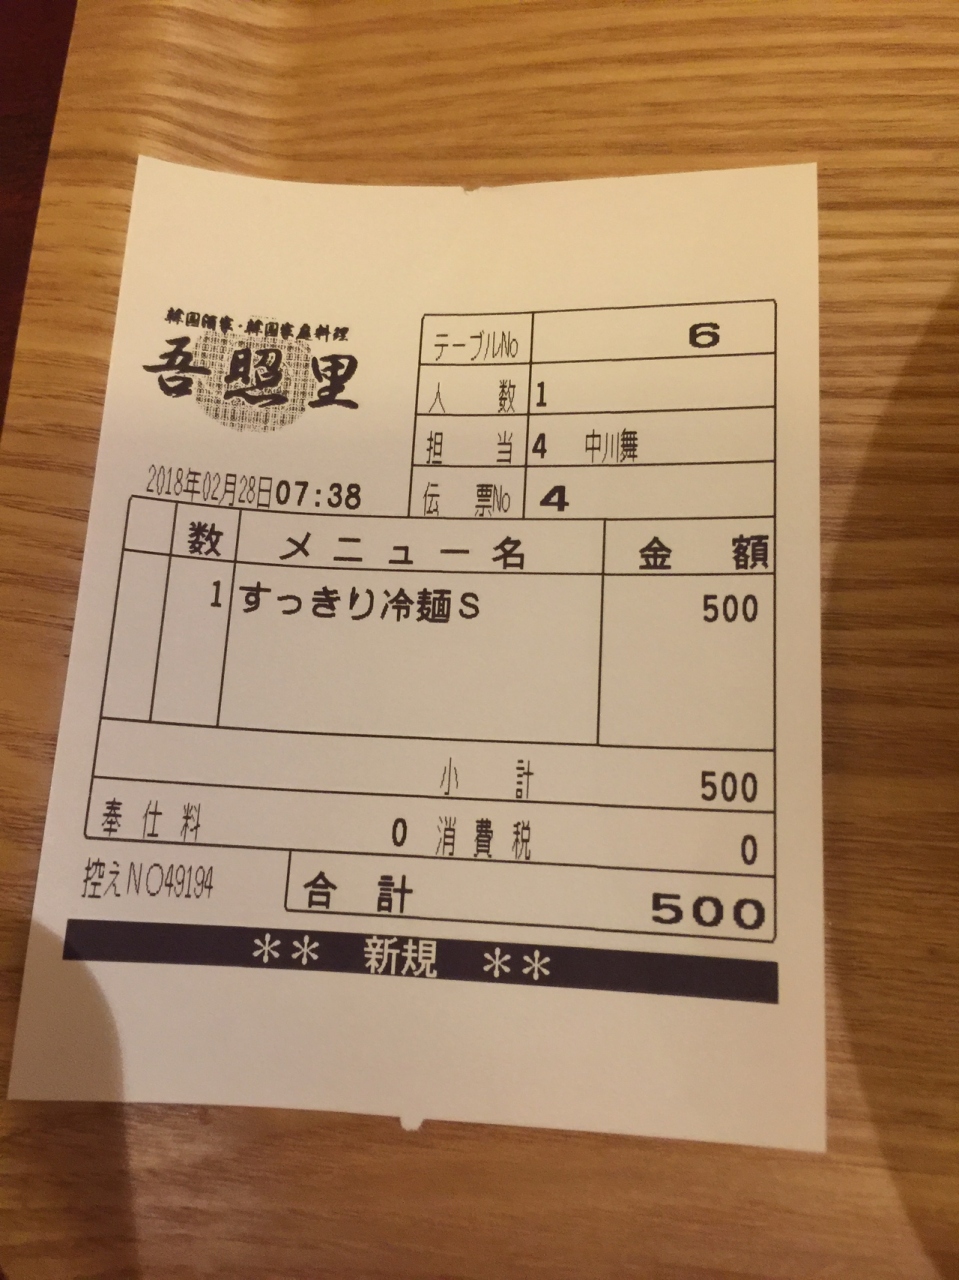 韓国酒家・韓国家庭料理
吾照里
テーブルNo 6
人数 1
担当 4 中川舞
伝票No 4
2018年02月28日07:38
数 メニュー名 金額
1 すっきり冷麺S 500
小計 500
奉仕料 0 消費税 0
控えNO49194
合計 500
** 新規 **